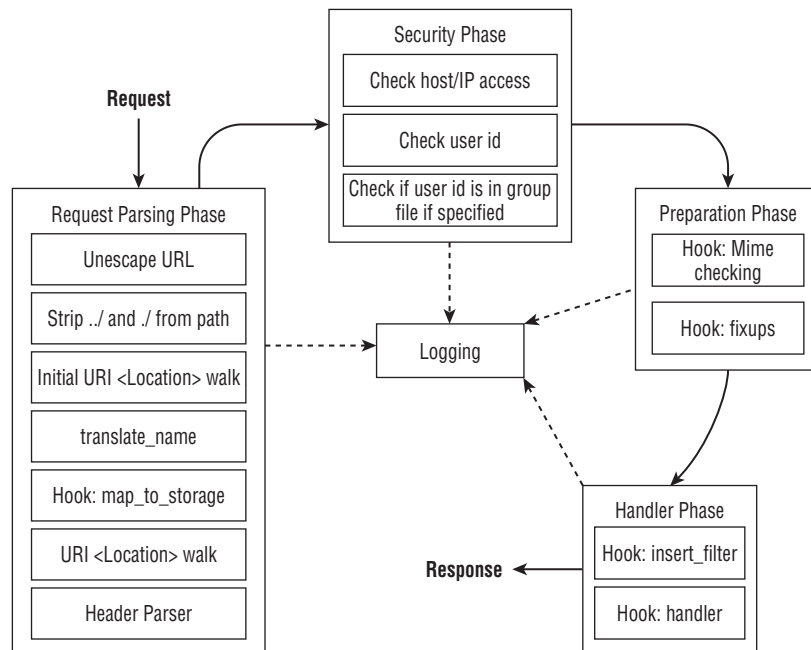 Request
Request Parsing Phase
Unescape URL
Strip ../ and ./ from path
Initial URI <Location> walk
translate_name
Hook: map_to_storage
URI <Location> walk
Header Parser
Security Phase
Check host/IP access
Check user id
Check if user id is in group
file if specified
Logging
Preparation Phase
Hook: Mime
checking
Hook: fixups
Handler Phase
Hook: insert_filter
Hook: handler
Response